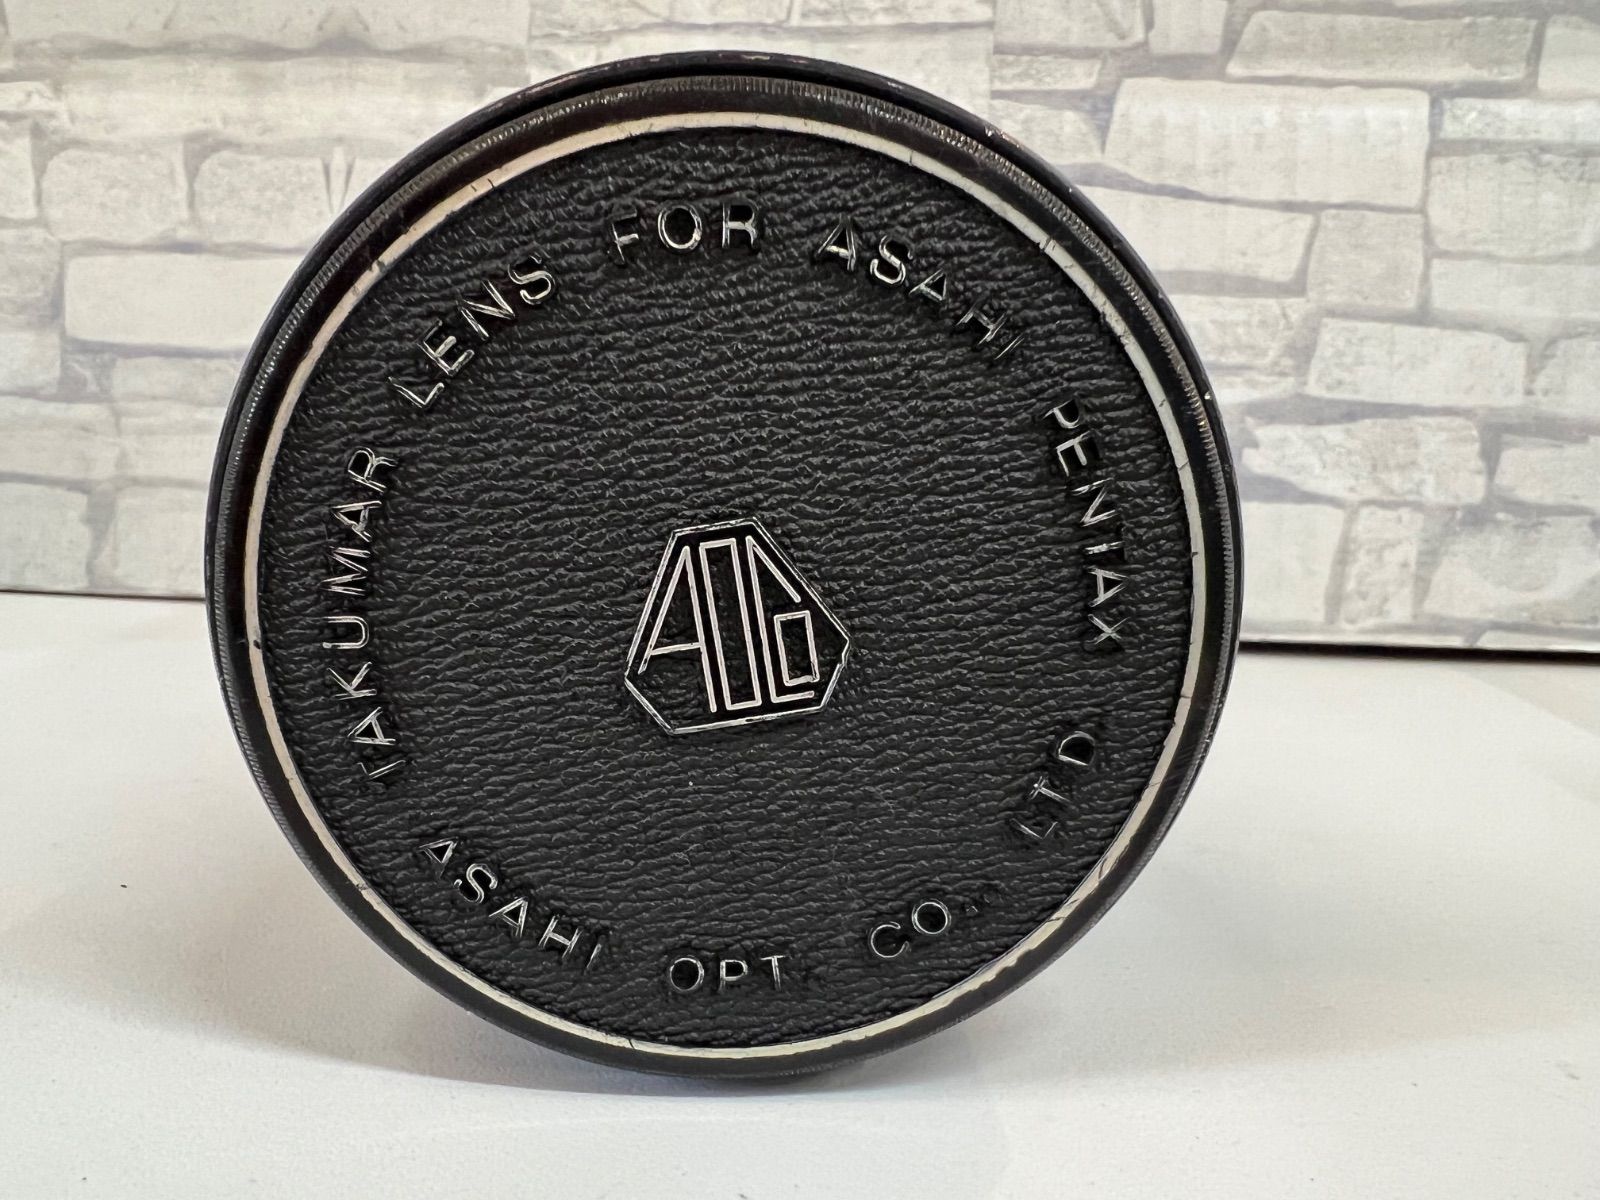 TAKUMAR LENS FOR ASAHI PENTAX
AOCo
ASAHI OPT. CO., LTD.